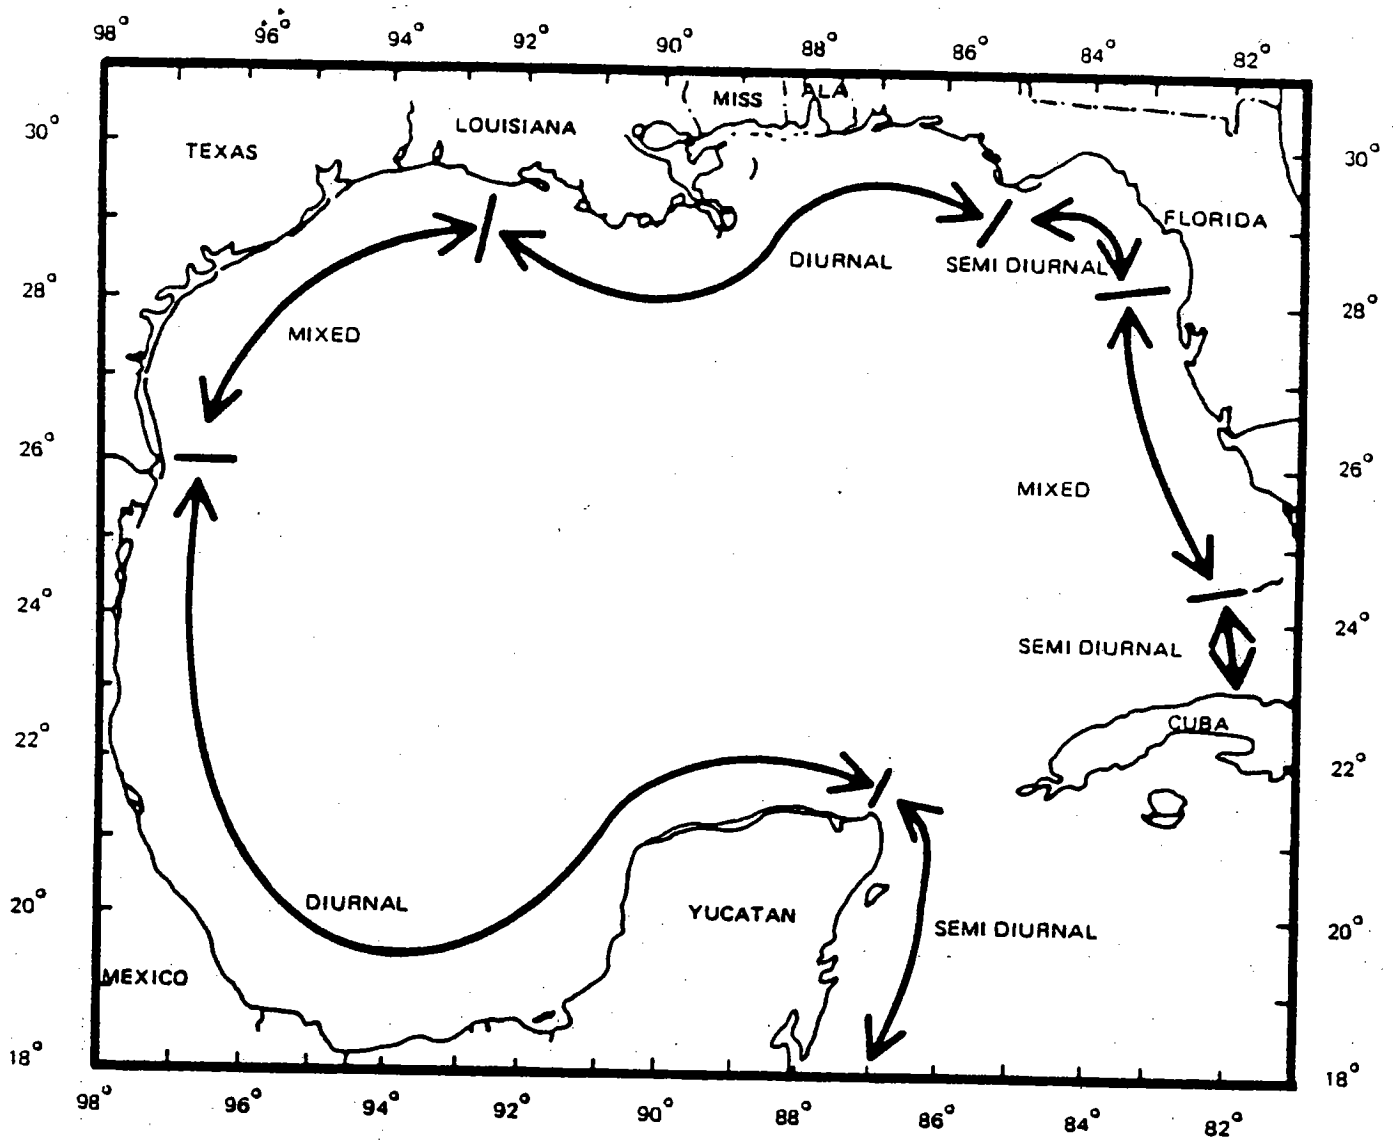 98° 96° 94° 92° 90° 88° 86° 84° 82°
MISS ALA
LOUISIANA
30° TEXAS 30°
FLORIDA
DIURNAL SEMI DIURNAL
28° 28°
MIXED
26° 26°
MIXED
24° 24°
SEMI DIURNAL
CUBA
22° 22°
DIURNAL
20° YUCATAN 20°
SEMI DIURNAL
MEXICO
18° 18°
98° 96° 94° 92° 90° 88° 86° 84° 82°